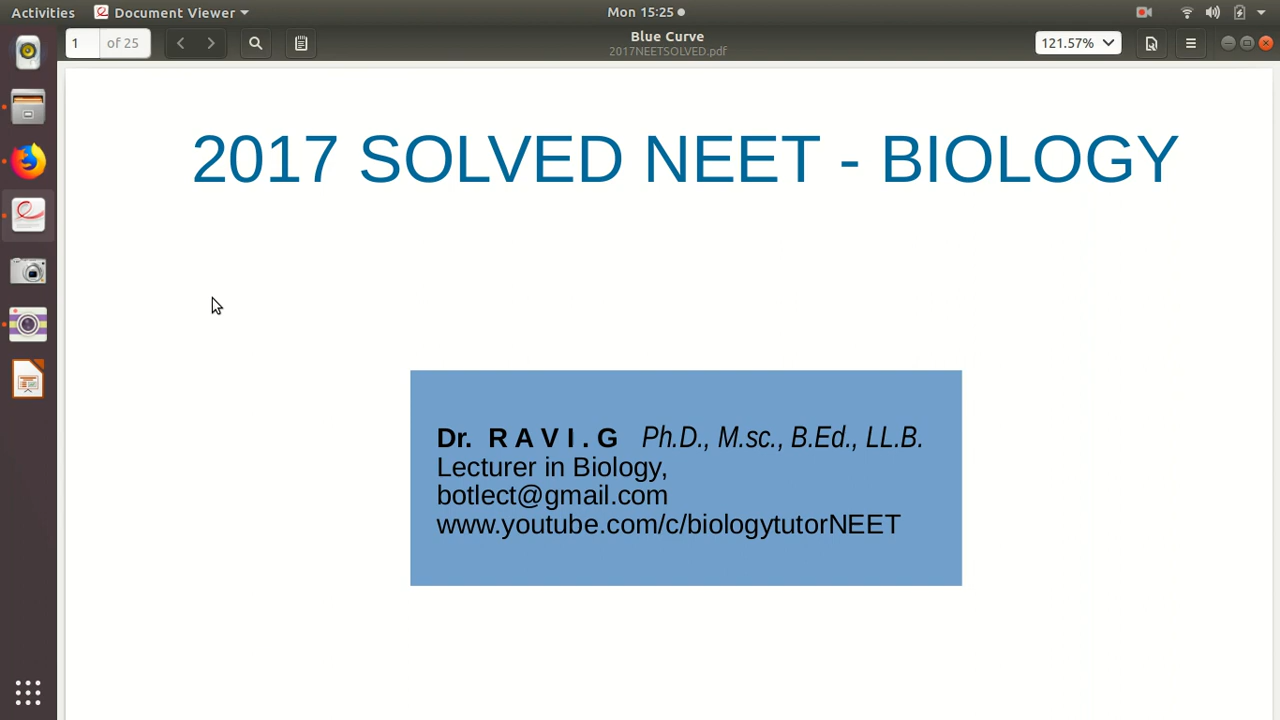 Activities Document Viewer Mon 15:25
1 of 25 Blue Curve 121.57%
2017NEETSOLVED.pdf
2017 SOLVED NEET - BIOLOGY
Dr. R A V I . G Ph.D., M.sc., B.Ed., LL.B.
Lecturer in Biology,
botlect@gmail.com
www.youtube.com/c/biologytutorNEET